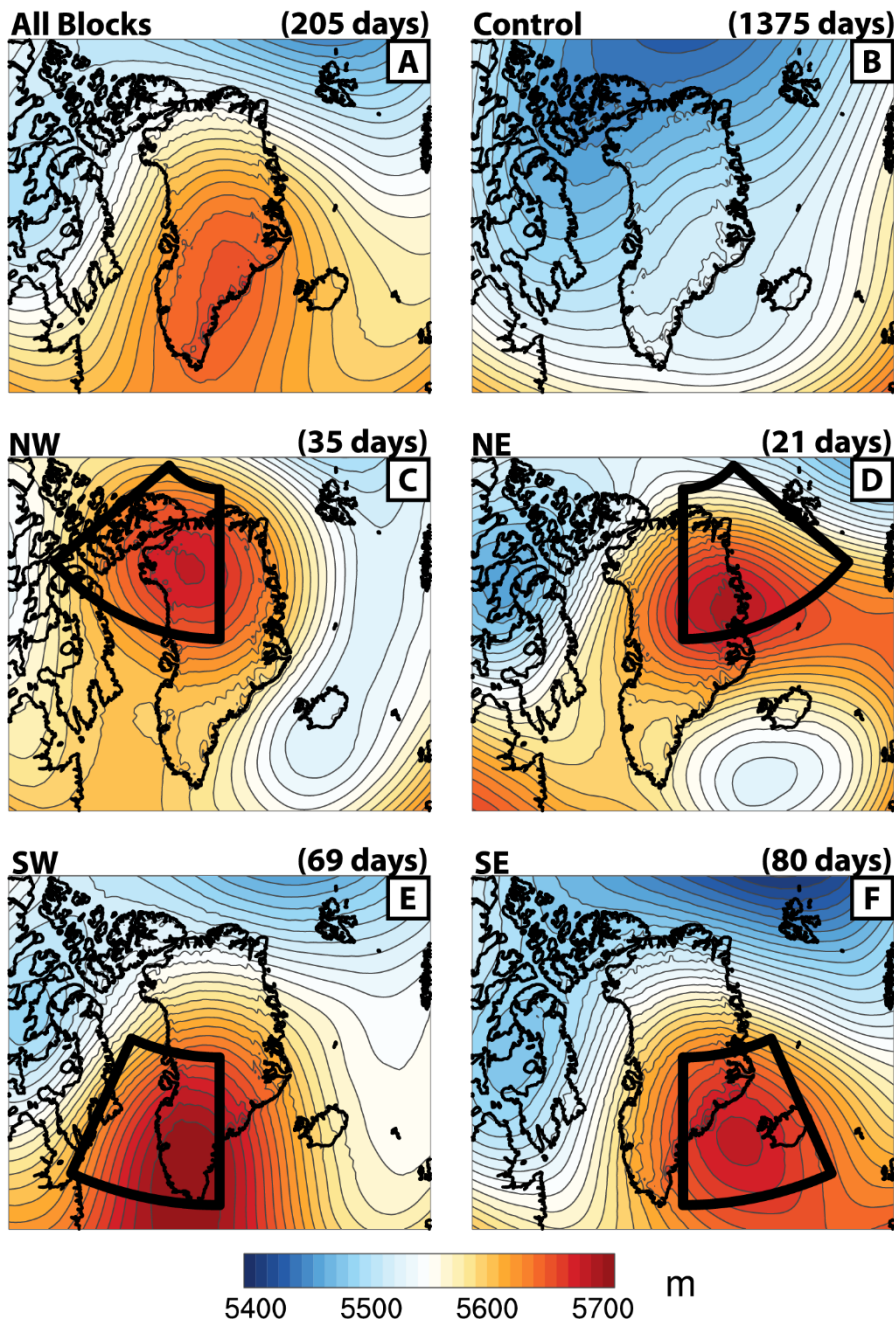 All Blocks (205 days)
A
Control (1375 days)
B
NW (35 days)
C
NE (21 days)
D
SW (69 days)
E
SE (80 days)
F
5400 5500 5600 5700 m